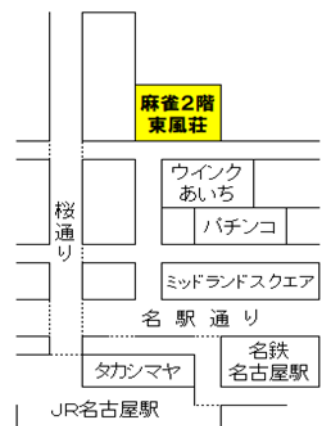 麻雀2階
東風荘
ウインク
あいち
桜通り
パチンコ
ミッドランドスクエア
名駅通り
名鉄
名古屋駅
タカシマヤ
JR名古屋駅